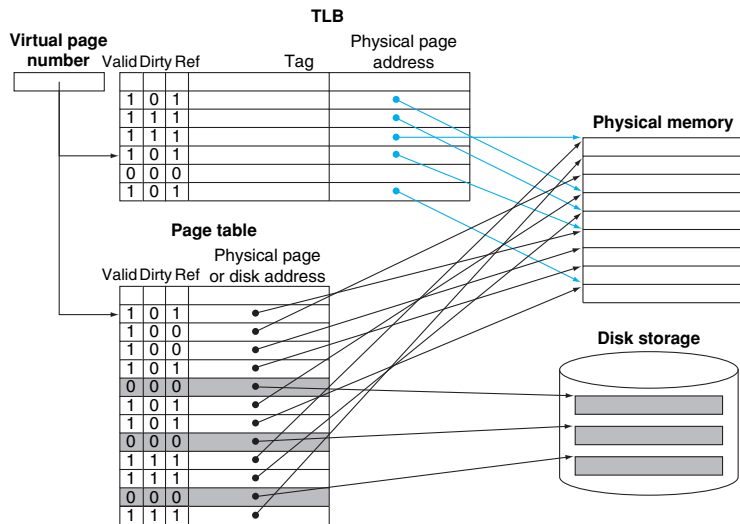 TLB
Virtual page
number
Valid Dirty Ref
Tag
Physical page
address
1 0 1
1 1 1
1 1 1
1 0 1
0 0 0
1 0 1
Physical memory
Page table
Valid Dirty Ref
Physical page
or disk address
1 0 1
1 0 0
1 0 0
1 0 1
0 0 0
1 0 1
1 0 1
0 0 0
1 1 1
1 1 1
0 0 0
1 1 1
Disk storage